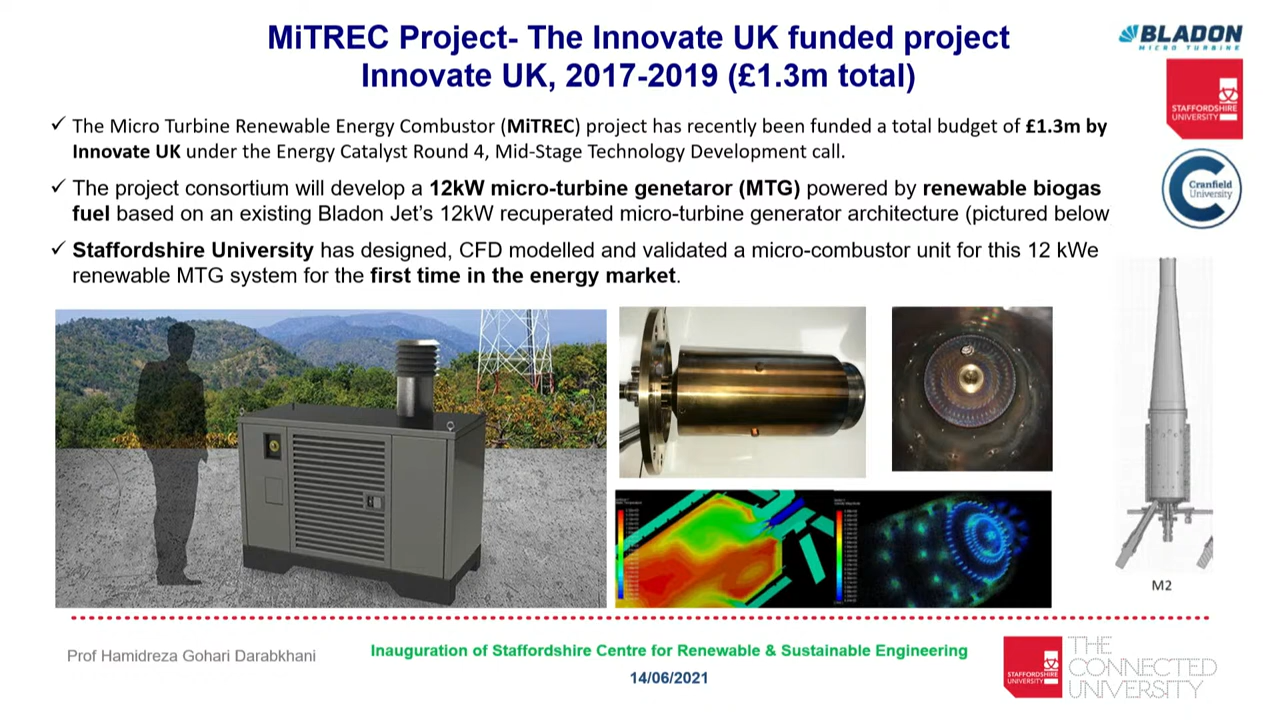 MiTREC Project- The Innovate UK funded project
Innovate UK, 2017-2019 (£1.3m total)
BLADON
MICRO TURBINE
STAFFORDSHIRE
UNIVERSITY
Cranfield
University
✓ The Micro Turbine Renewable Energy Combustor (MiTREC) project has recently been funded a total budget of £1.3m by
Innovate UK under the Energy Catalyst Round 4, Mid-Stage Technology Development call.
✓ The project consortium will develop a 12kW micro-turbine genetaror (MTG) powered by renewable biogas
fuel based on an existing Bladon Jet's 12kW recuperated micro-turbine generator architecture (pictured below
✓ Staffordshire University has designed, CFD modelled and validated a micro-combustor unit for this 12 kWe
renewable MTG system for the first time in the energy market.
M2
Prof Hamidreza Gohari Darabkhani
Inauguration of Staffordshire Centre for Renewable & Sustainable Engineering
14/06/2021
STAFFORDSHIRE
UNIVERSITY
THE
CONNECTED
UNIVERSITY